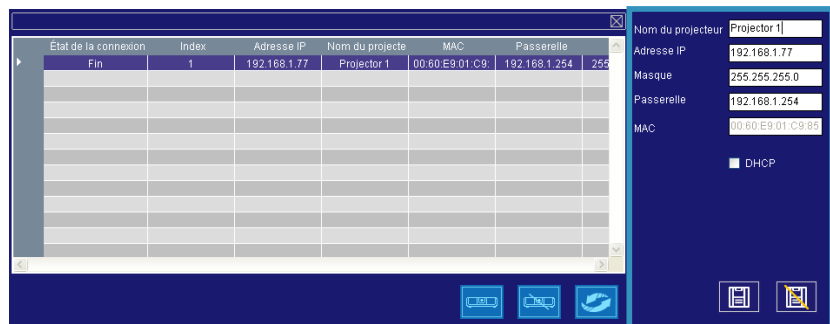 État de la connexion Index Adresse IP Nom du projecte MAC Passerelle
Fin 1 192.168.1.77 Projector 1 00:60:E9:01:C9: 192.168.1.254 255
Nom du projecteur Projector 1
Adresse IP 192.168.1.77
Masque 255.255.255.0
Passerelle 192.168.1.254
MAC 00:60:E9:01:C9:85
DHCP